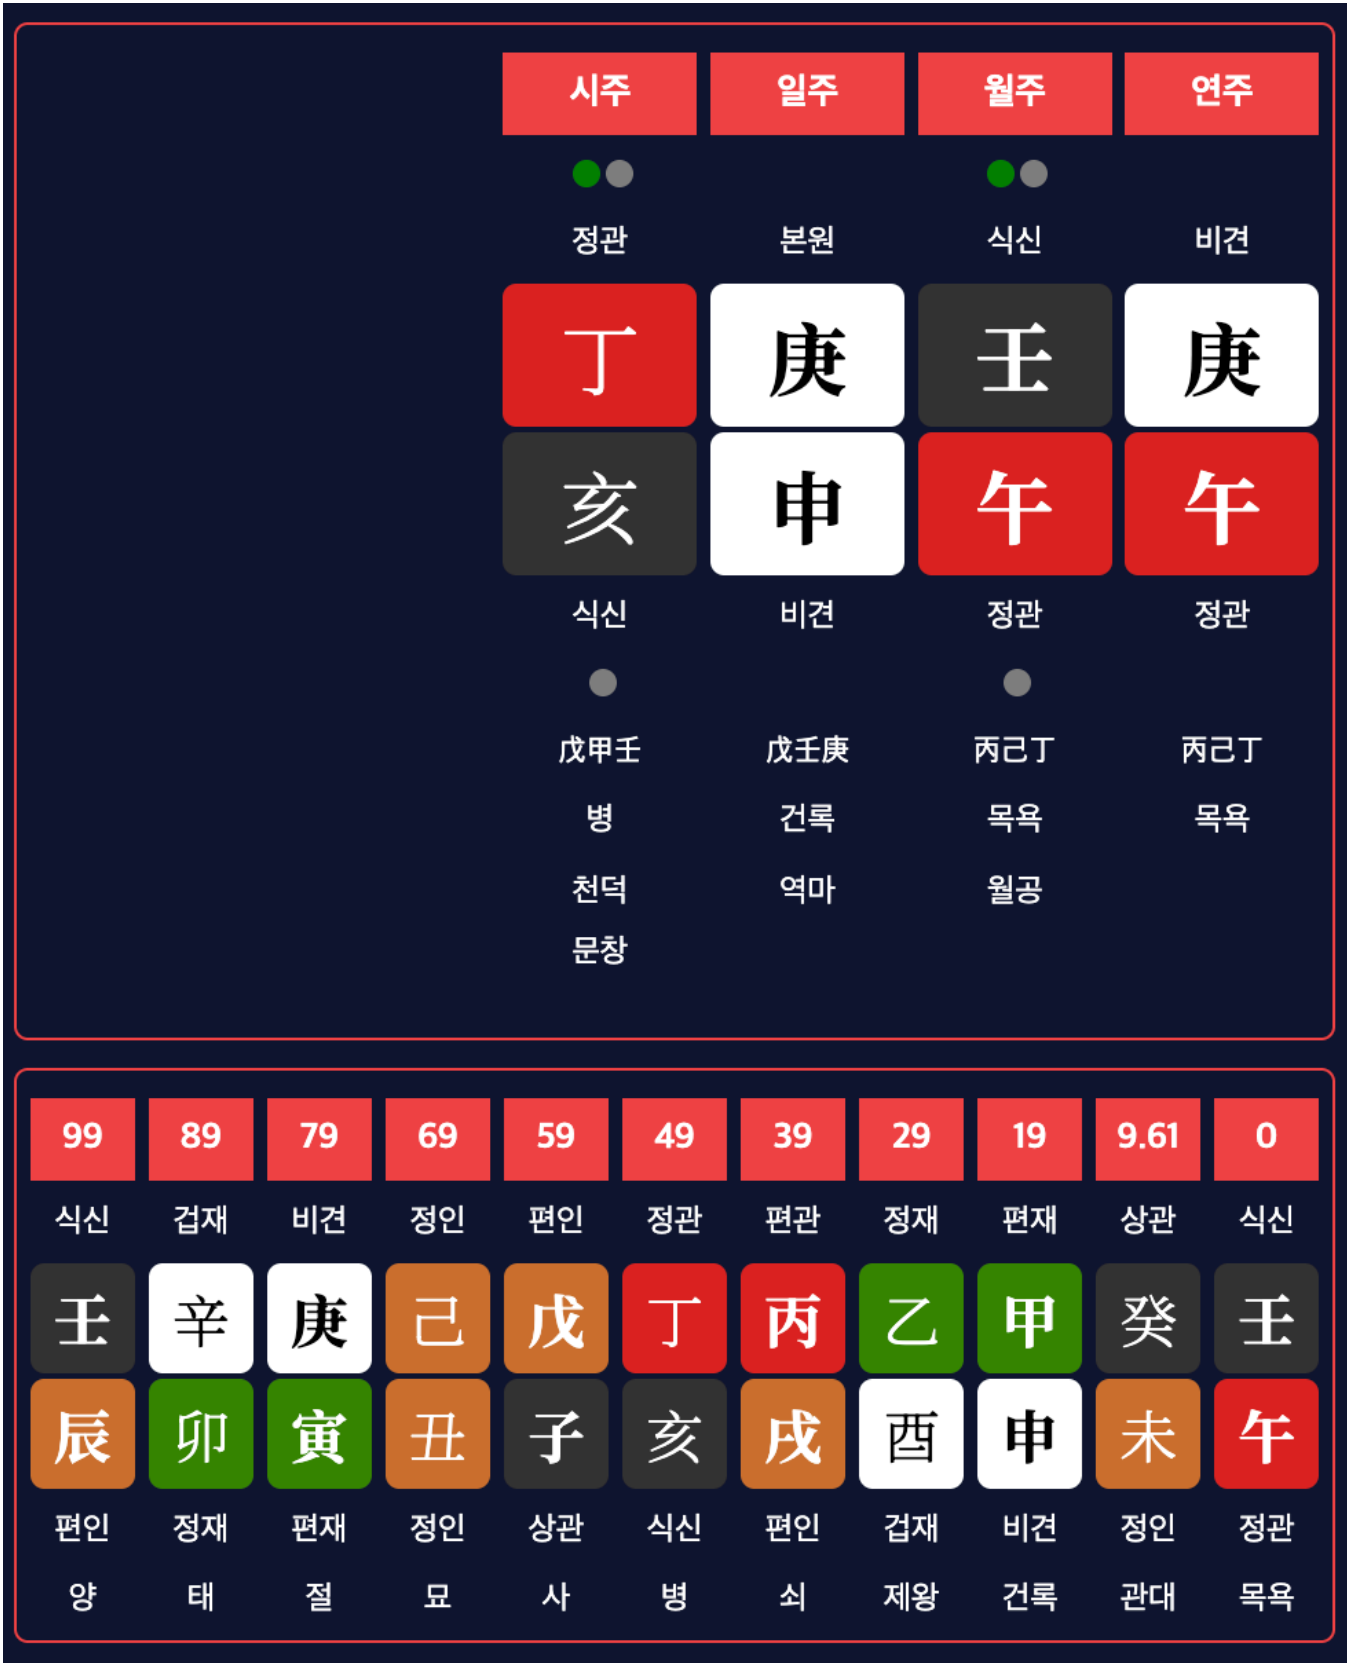 시주 일주 월주 연주
정관 본원 식신 비견
丁 庚 壬 庚
亥 申 午 午
식신 비견 정관 정관
戊甲壬 戊壬庚 丙己丁 丙己丁
병 건록 목욕 목욕
천덕 역마 월공
문창
99 89 79 69 59 49 39 29 19 9.61 0
식신 겁재 비견 정인 편인 정관 편관 정재 편재 상관 식신
壬 辛 庚 己 戊 丁 丙 乙 甲 癸 壬
辰 卯 寅 丑 子 亥 戌 酉 申 未 午
편인 정재 편재 정인 상관 식신 편인 겁재 비견 정인 정관
양 태 절 묘 사 병 쇠 제왕 건록 관대 목욕